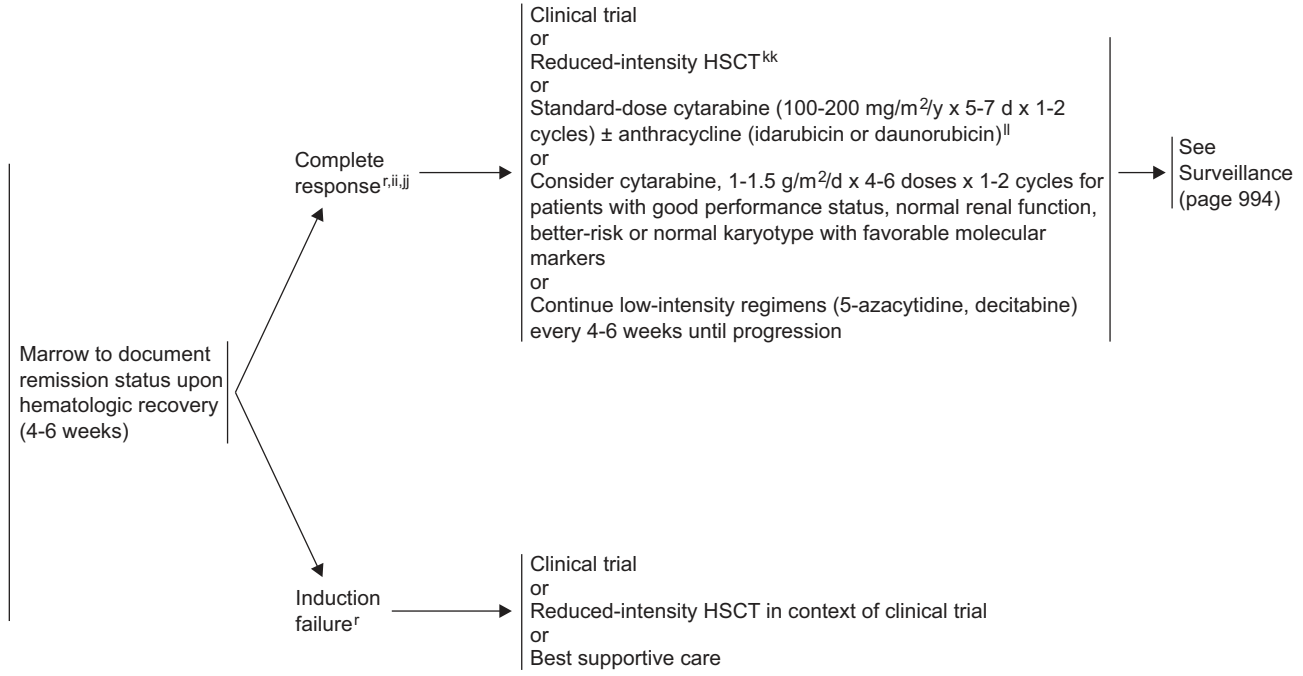 Marrow to document
remission status upon
hematologic recovery
(4-6 weeks)
Complete
response^r,ii,jj
Clinical trial
or
Reduced-intensity HSCT^kk
or
Standard-dose cytarabine (100-200 mg/m²/y x 5-7 d x 1-2
cycles) ± anthracycline (idarubicin or daunorubicin)^ll
or
Consider cytarabine, 1-1.5 g/m²/d x 4-6 doses x 1-2 cycles for
patients with good performance status, normal renal function,
better-risk or normal karyotype with favorable molecular
markers
or
Continue low-intensity regimens (5-azacytidine, decitabine)
every 4-6 weeks until progression
See
Surveillance
(page 994)
Induction
failure^r
Clinical trial
or
Reduced-intensity HSCT in context of clinical trial
or
Best supportive care